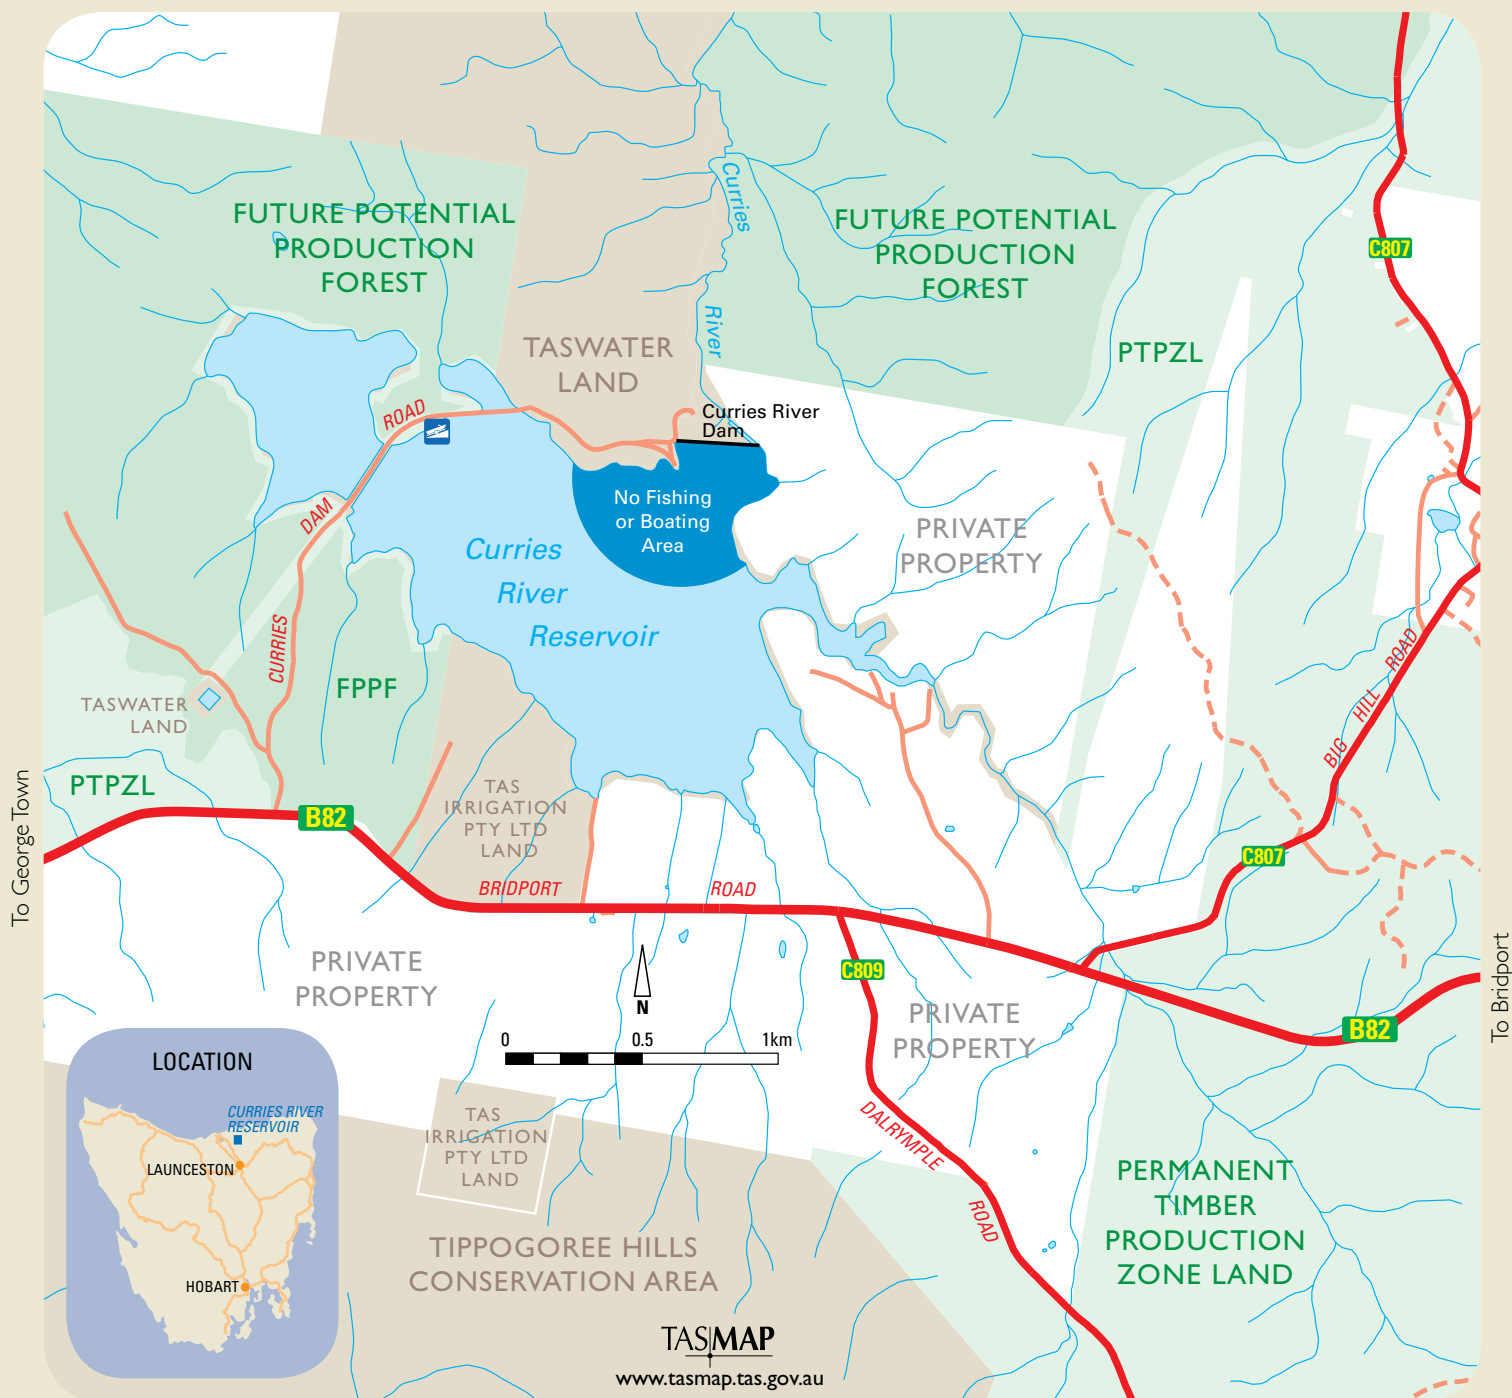 FUTURE POTENTIAL
PRODUCTION
FOREST
FUTURE POTENTIAL
PRODUCTION
FOREST
Curries
River
C807
TASWATER
LAND
PTPZL
ROAD
Curries River
Dam
No Fishing
or Boating
Area
DAM
PRIVATE
PROPERTY
Curries
River
Reservoir
CURRIES
FPPF
TASWATER
LAND
ROAD
HILL
BIG
PTPZL
TAS
IRRIGATION
PTY LTD
LAND
B82
C807
To George Town
BRIDPORT
ROAD
PRIVATE
PROPERTY
C809
N
PRIVATE
PROPERTY
B82
To Bridport
0
0.5
1km
LOCATION
CURRIES RIVER
RESERVOIR
LAUNCESTON
HOBART
TAS
IRRIGATION
PTY LTD
LAND
DALRYMPLE
ROAD
PERMANENT
TIMBER
PRODUCTION
ZONE LAND
TIPPOGOREE HILLS
CONSERVATION AREA
TASMAP
www.tasmap.tas.gov.au